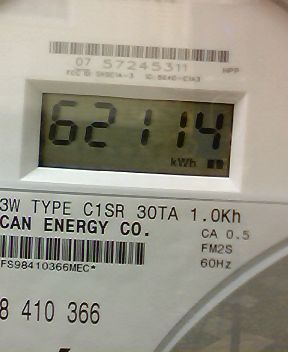 07 57245311
HPP
62114
kWh
3W TYPE C1SR 30TA 1.0Kh
CAN ENERGY CO.
CA 0.5
FM2S
60Hz
FS98410366MEC*
8 410 366